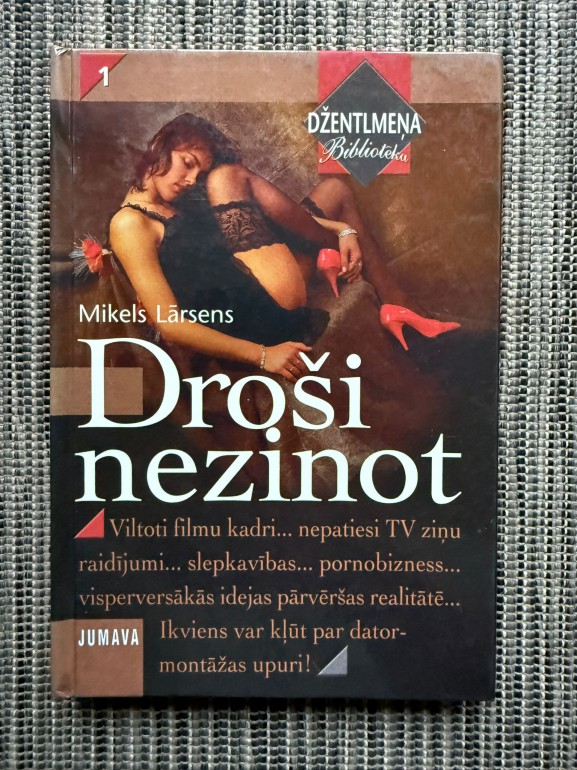 1
DŽENTLMEŅA
Bibliotēka
Mikels Lārsens
Droši
nezinot
Viltoti filmu kadri... nepatiesi TV ziņu
raidījumi... slepkavības... pornobizness...
visperversākās idejas pārvēršas realitātē...
Ikviens var kļūt par dator-
montāžas upuri!
JUMAVA